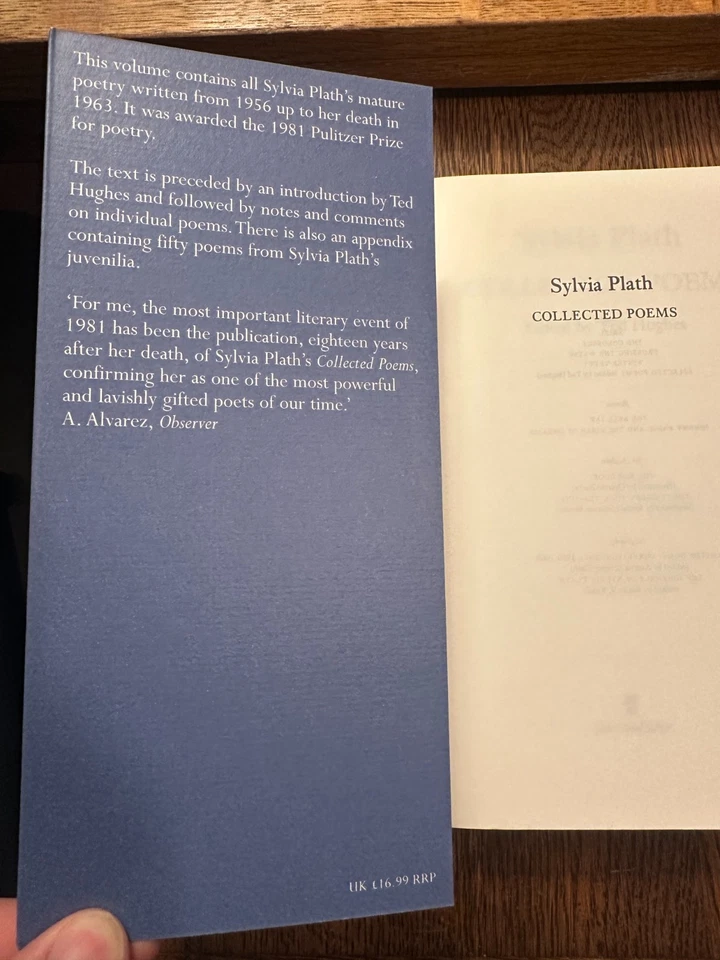 This volume contains all Sylvia Plath's mature
poetry written from 1956 up to her death in
1963. It was awarded the 1981 Pulitzer Prize
for poetry.
The text is preceded by an introduction by Ted
Hughes and followed by notes and comments
on individual poems. There is also an appendix
containing fifty poems from Sylvia Plath's
juvenilia.
'For me, the most important literary event of
1981 has been the publication, eighteen years
after her death, of Sylvia Plath's Collected Poems,
confirming her as one of the most powerful
and lavishly gifted poets of our time.'
A. Alvarez, Observer
UK £16.99 RRP
Sylvia Plath
COLLECTED POEMS